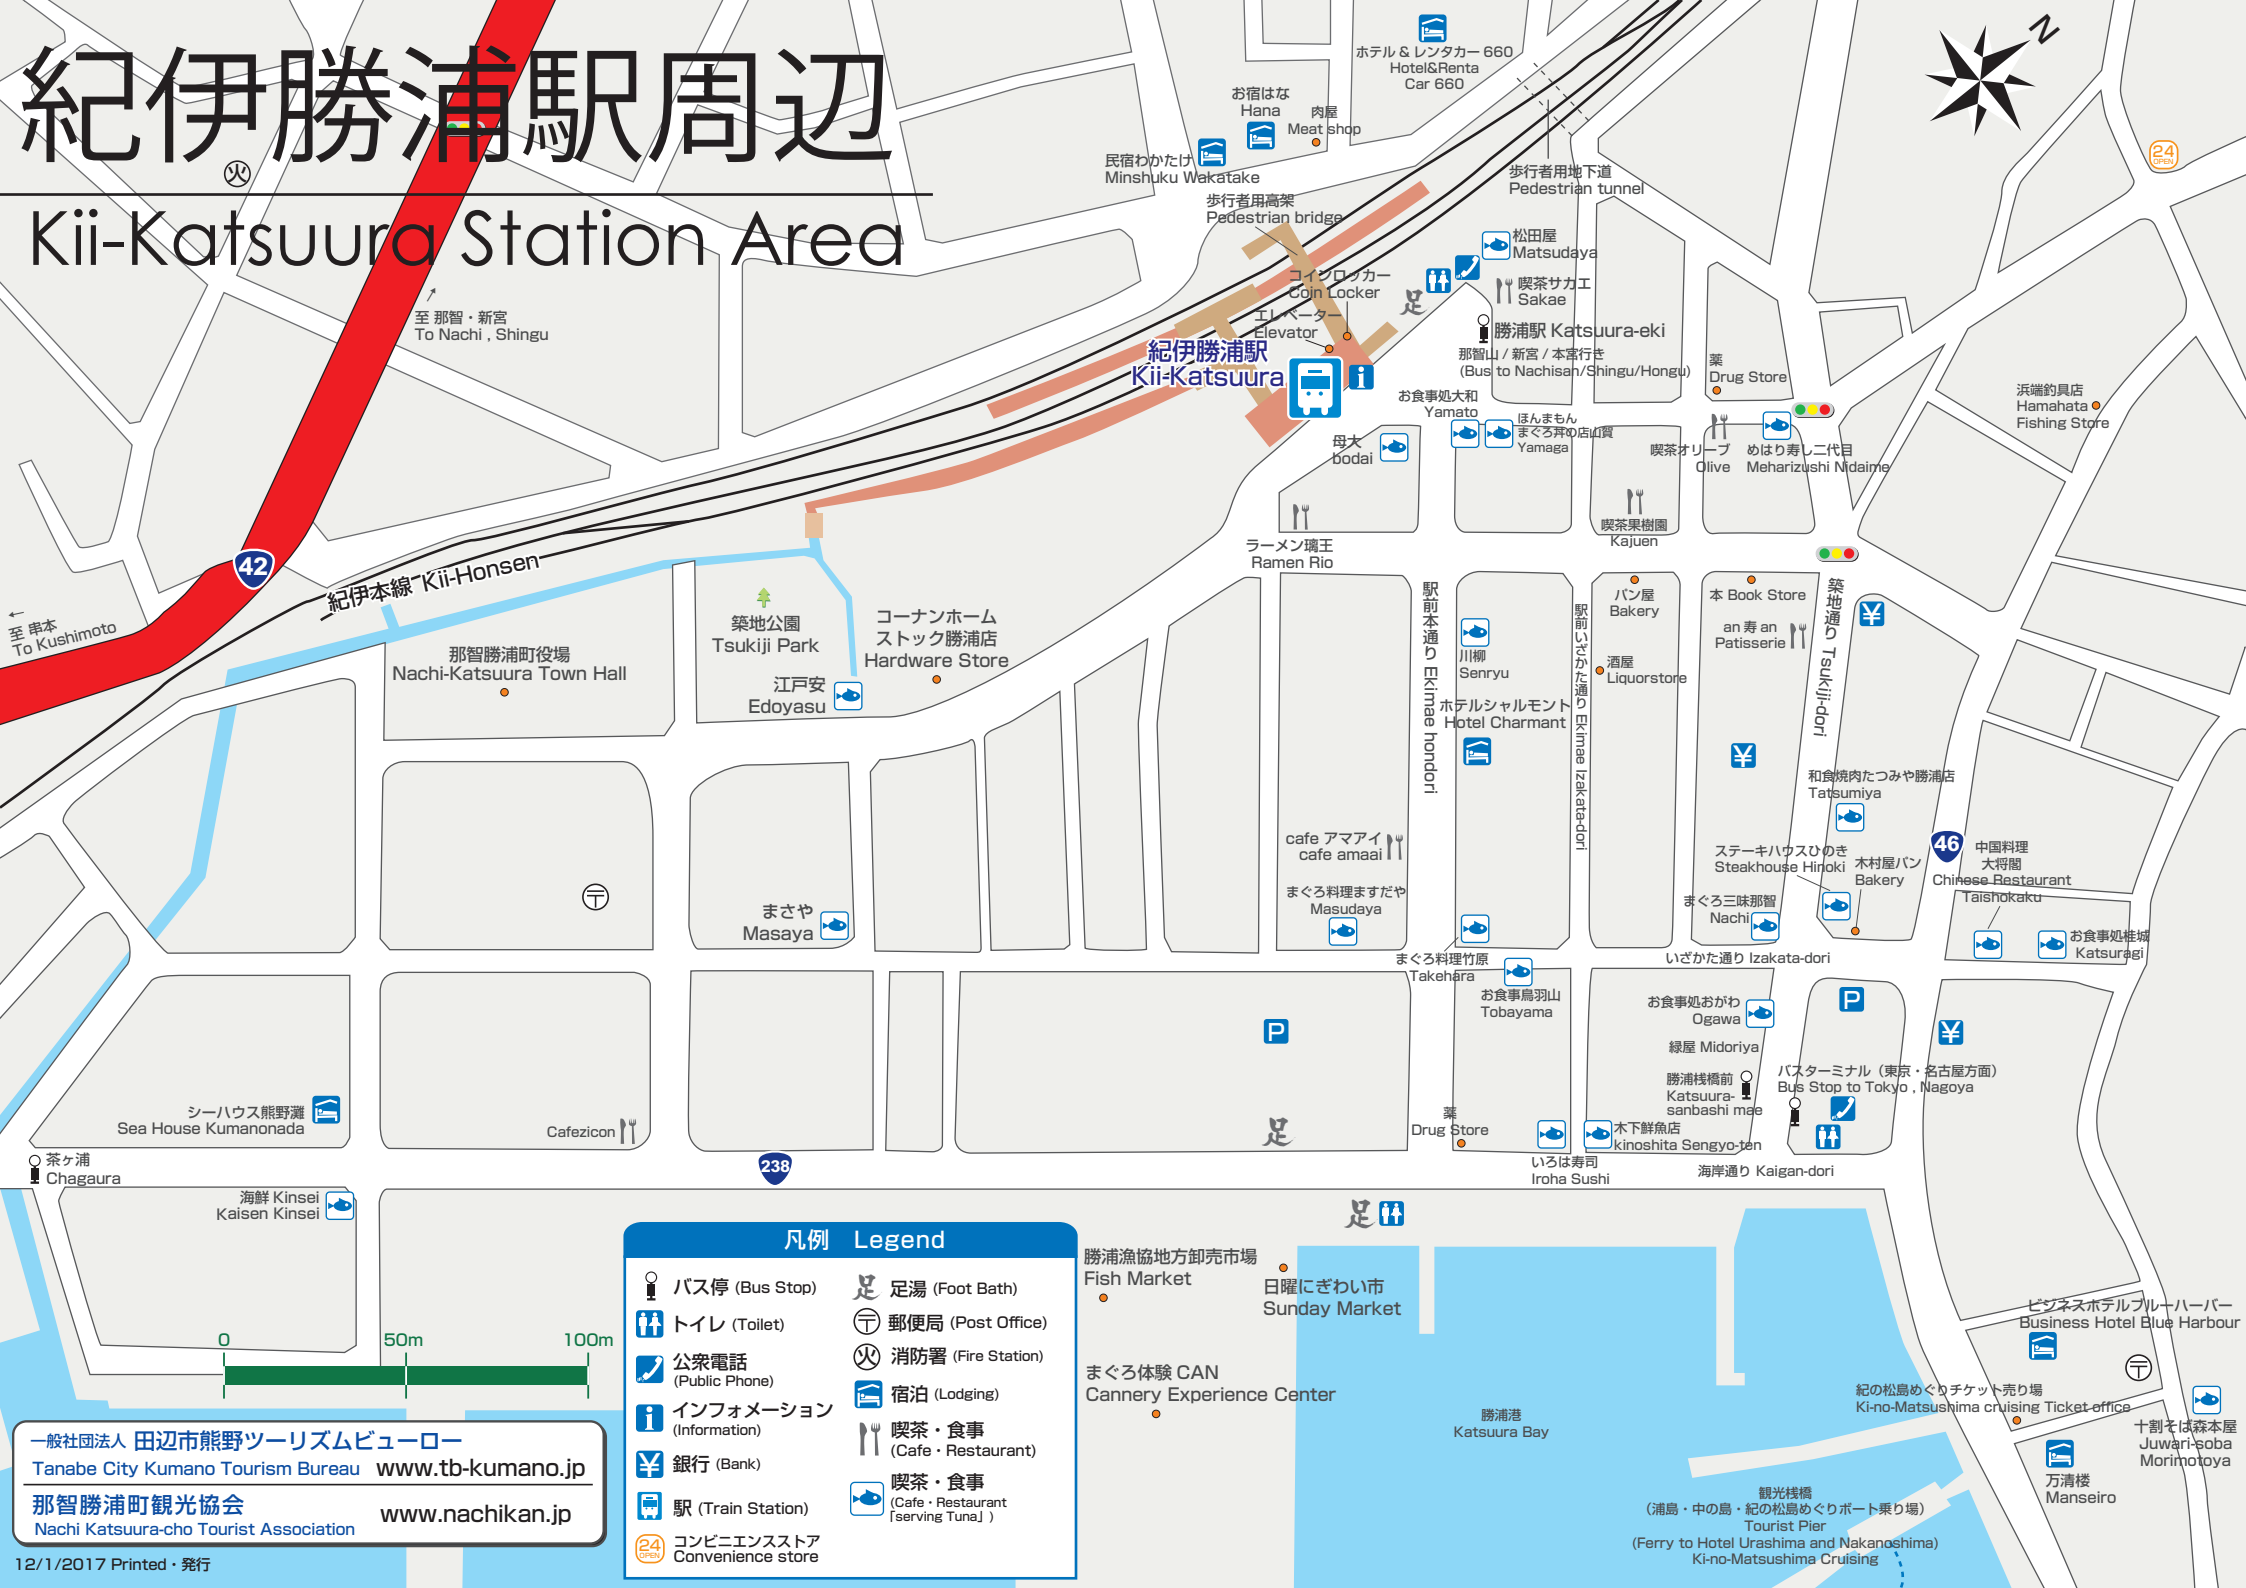 紀伊勝浦駅周辺
Kii-Katsuura Station Area
火
N
ホテル & レンタカー 660
Hotel&Renta
Car 660
お宿はな
Hana
肉屋
Meat shop
民宿わかたけ
Minshuku Wakatake
歩行者用高架
Pedestrian bridge
歩行者用地下道
Pedestrian tunnel
24
OPEN
コインロッカー
Coin Locker
エレベーター
Elevator
紀伊勝浦駅
Kii-Katsuura
足
松田屋
Matsudaya
喫茶サカエ
Sakae
勝浦駅 Katsuura-eki
那智山 / 新宮 / 本宮行き
(Bus to Nachisan/Shingu/Hongu)
薬
Drug Store
至 那智・新宮
To Nachi , Shingu
お食事処大和
Yamato
ほんまもん
まぐろ丼の店山賀
Yamaga
母大
bodai
喫茶オリーブ
Olive
めはり寿し二代目
Meharizushi Nidaime
浜端釣具店
Hamahata
Fishing Store
喫茶果樹園
Kajuen
ラーメン璃王
Ramen Rio
42
紀伊本線 Kii-Honsen
至 串本
To Kushimoto
築地公園
Tsukiji Park
コーナンホーム
ストック勝浦店
Hardware Store
那智勝浦町役場
Nachi-Katsuura Town Hall
江戸安
Edoyasu
駅前本通り Ekimae hondori
川柳
Senryu
ホテルシャルモント
Hotel Charmant
駅前いざかた通り Ekimae Izakata-dori
パン屋
Bakery
酒屋
Liquorstore
本 Book Store
an 寿 an
Patisserie
築地通り Tsukiji-dori
和食焼肉たつみや勝浦店
Tatsumiya
ステーキハウスひのき
Steakhouse Hinoki
木村屋パン
Bakery
46
中国料理
大将閣
Chinese Restaurant
Taishokaku
まぐろ三味那智
Nachi
お食事処桂城
Katsuragi
cafe アマアイ
cafe amaai
まぐろ料理ますだや
Masudaya
まさや
Masaya
まぐろ料理竹原
Takehara
いざかた通り Izakata-dori
お食事鳥羽山
Tobayama
お食事処おがわ
Ogawa
緑屋 Midoriya
P
P
勝浦桟橋前
Katsuura-
sanbashi mae
バスターミナル（東京・名古屋方面）
Bus Stop to Tokyo , Nagoya
シーハウス熊野灘
Sea House Kumanonada
Cafezicon
足
薬
Drug Store
いろは寿司
Iroha Sushi
木下鮮魚店
kinoshita Sengyo-ten
海岸通り Kaigan-dori
茶ヶ浦
Chagaura
238
海鮮 Kinsei
Kaisen Kinsei
足
勝浦漁協地方卸売市場
Fish Market
日曜にぎわい市
Sunday Market
まぐろ体験 CAN
Cannery Experience Center
勝浦港
Katsuura Bay
ビジネスホテルブルーハーバー
Business Hotel Blue Harbour
紀の松島めぐりチケット売り場
Ki-no-Matsushima cruising Ticket office
十割そば森本屋
Juwari-soba
Morimotoya
万清楼
Manseiro
観光桟橋
（浦島・中の島・紀の松島めぐりボート乗り場）
Tourist Pier
(Ferry to Hotel Urashima and Nakanoshima)
Ki-no-Matsushima Cruising
凡例 Legend
バス停 (Bus Stop)
トイレ (Toilet)
公衆電話
(Public Phone)
インフォメーション
(Information)
銀行 (Bank)
駅 (Train Station)
24
OPEN
コンビニエンスストア
Convenience store
足 足湯 (Foot Bath)
〒 郵便局 (Post Office)
火 消防署 (Fire Station)
宿泊 (Lodging)
喫茶・食事
(Cafe・Restaurant)
喫茶・食事
(Cafe・Restaurant
「serving Tuna」)
0 50m 100m
一般社団法人 田辺市熊野ツーリズムビューロー
Tanabe City Kumano Tourism Bureau www.tb-kumano.jp
那智勝浦町観光協会
Nachi Katsuura-cho Tourist Association www.nachikan.jp
12/1/2017 Printed・発行